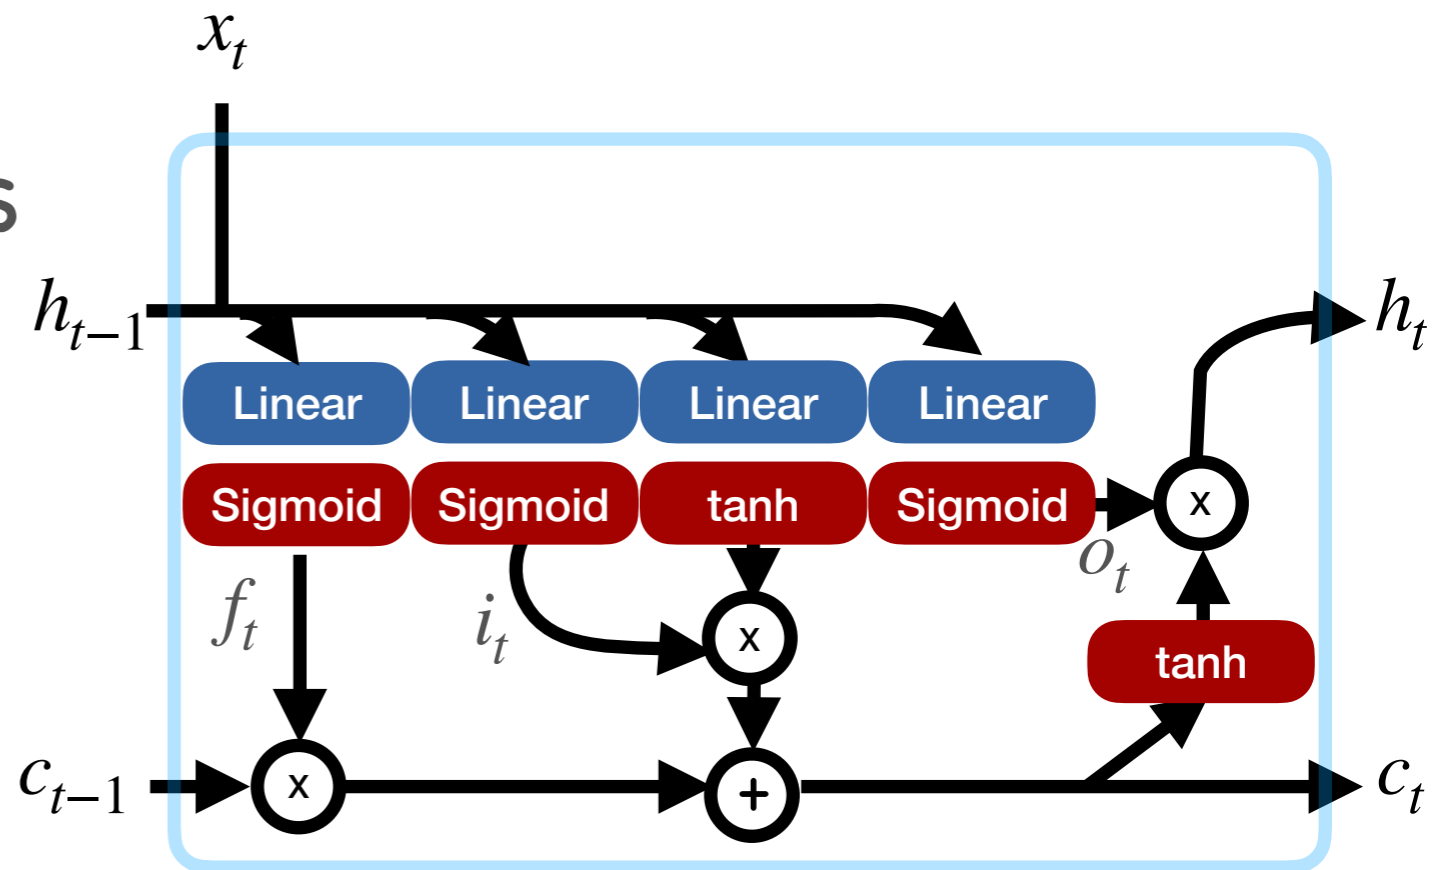 x_t
s
h_{t−1}
h_t
Linear Linear Linear Linear
Sigmoid Sigmoid tanh Sigmoid
x
o_t
f_t
i_t
x
tanh
c_{t−1}
x
+
c_t